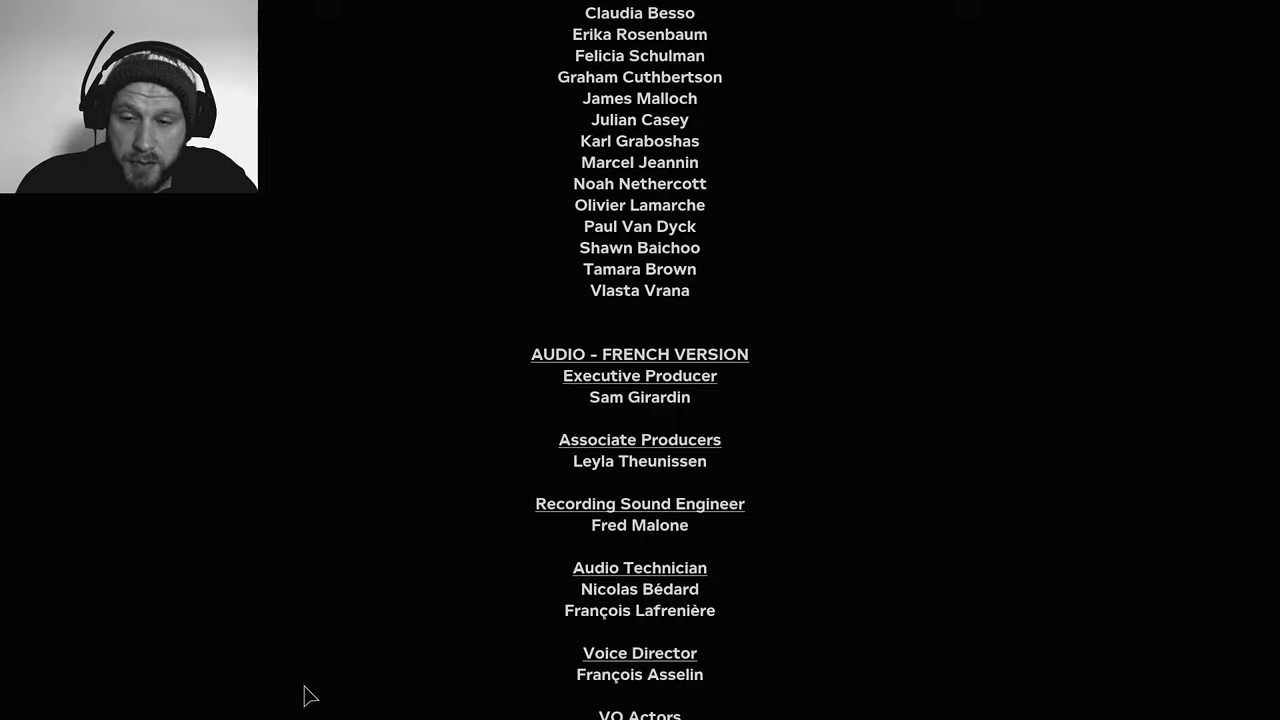 Claudia Besso
Erika Rosenbaum
Felicia Schulman
Graham Cuthbertson
James Malloch
Julian Casey
Karl Graboshas
Marcel Jeannin
Noah Nethercott
Olivier Lamarche
Paul Van Dyck
Shawn Baichoo
Tamara Brown
Vlasta Vrana
AUDIO - FRENCH VERSION
Executive Producer
Sam Girardin
Associate Producers
Leyla Theunissen
Recording Sound Engineer
Fred Malone
Audio Technician
Nicolas Bédard
François Lafrenière
Voice Director
François Asselin
VO Actors